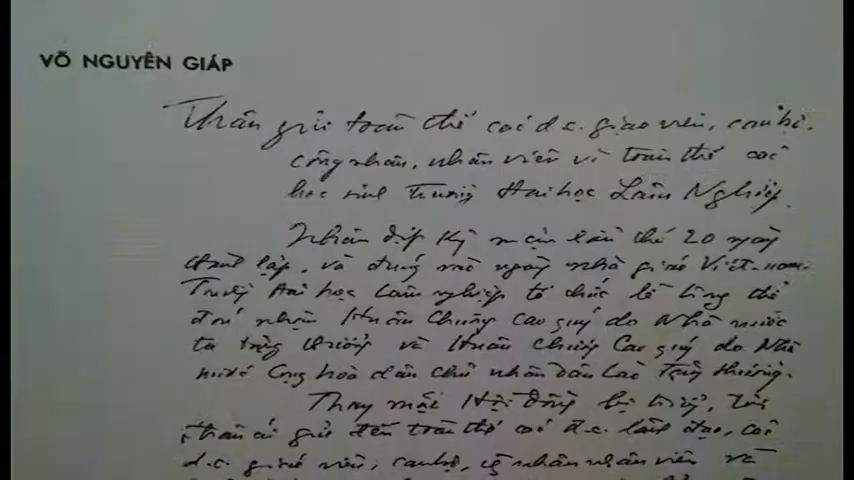 VÕ NGUYÊN GIÁP
Thân gửi toàn thể các đ.c. giáo viên, cán bộ,
công nhân, nhân viên và toàn thể các
học sinh Trường Đại học Lâm Nghiệp.
Nhân dịp kỷ niệm lần thứ 20 ngày
thành lập, và đúng vào ngày nhà giáo Việt-nam.
Trường Đại học Lâm nghiệp tổ chức lễ long thể
đón nhận Huân chương cao quý do Nhà nước
ta tặng thưởng và Huân chương Cao quý do Nhà
nước Cộng hoà dân chủ nhân dân Lào tặng thưởng.
Thay mặt Hội đồng bộ trưởng, tôi
thân ái gửi đến toàn thể các đ.c. lãnh đạo, các
đ.c. giáo viên, cán bộ, công nhân nhân viên và